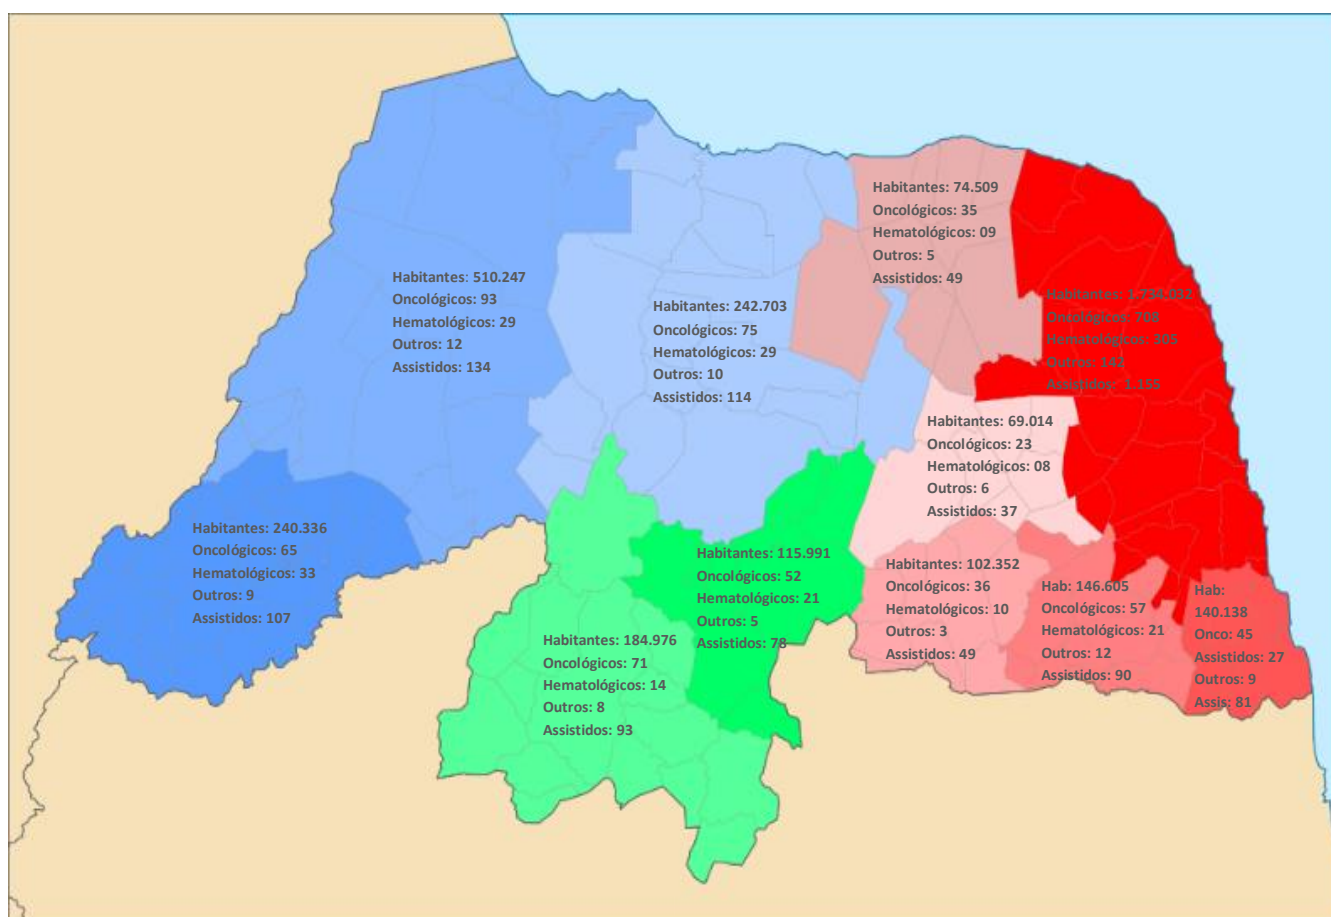 Habitantes: 74.509
Oncológicos: 35
Hematológicos: 09
Outros: 5
Assistidos: 49
Habitantes: 510.247
Oncológicos: 93
Hematológicos: 29
Outros: 12
Assistidos: 134
Habitantes: 242.703
Oncológicos: 75
Hematológicos: 29
Outros: 10
Assistidos: 114
Habitantes: 1.734.032
Oncológicos: 708
Hematológicos: 305
Outros: 142
Assistidos: 1.155
Habitantes: 69.014
Oncológicos: 23
Hematológicos: 08
Outros: 6
Assistidos: 37
Habitantes: 240.336
Oncológicos: 65
Hematológicos: 33
Outros: 9
Assistidos: 107
Habitantes: 115.991
Oncológicos: 52
Hematológicos: 21
Outros: 5
Assistidos: 78
Habitantes: 102.352
Oncológicos: 36
Hematológicos: 10
Outros: 3
Assistidos: 49
Hab: 146.605
Oncológicos: 57
Hematológicos: 21
Outros: 12
Assistidos: 90
Hab:
140.138
Onco: 45
Assistidos: 27
Outros: 9
Assis: 81
Habitantes: 184.976
Oncológicos: 71
Hematológicos: 14
Outros: 8
Assistidos: 93